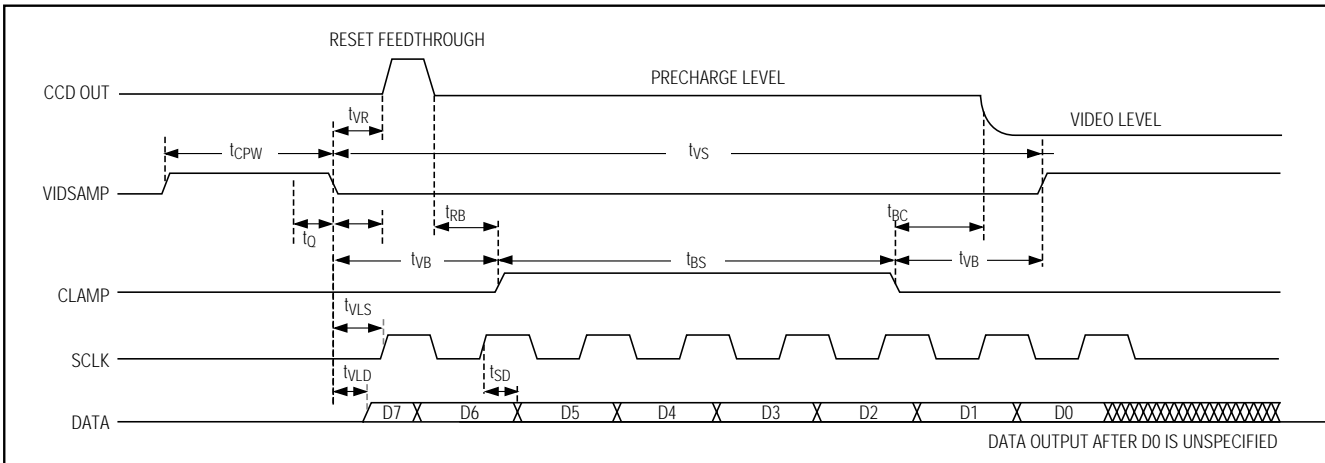 RESET FEEDTHROUGH
CCD OUT
PRECHARGE LEVEL
tVR
VIDEO LEVEL
tCPW
tVS
VIDSAMP
tQ
tRB
tBC
tVB
tBS
tVB
CLAMP
tVLS
SCLK
tVLD
tSD
DATA
D7 D6 D5 D4 D3 D2 D1 D0
DATA OUTPUT AFTER D0 IS UNSPECIFIED